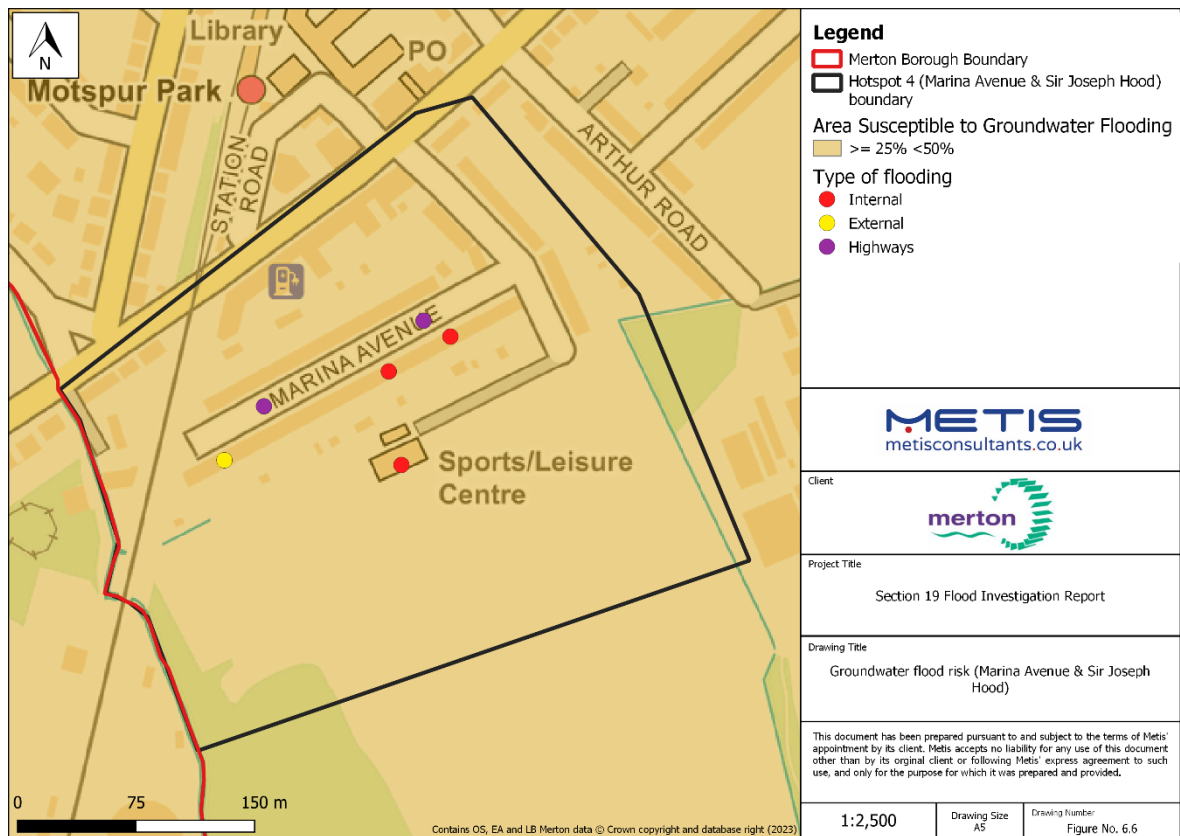 N
Library
PO
Motspur Park
STATION
ROAD
ARTHUR ROAD
MARINA AVENUE
Sports/Leisure
Centre
0 75 150 m
Contains OS, EA and LB Merton data © Crown copyright and database right (2023)
Legend
Merton Borough Boundary
Hotspot 4 (Marina Avenue & Sir Joseph Hood)
boundary
Area Susceptible to Groundwater Flooding
>= 25% <50%
Type of flooding
Internal
External
Highways
METIS
metisconsultants.co.uk
Client
merton
Project Title
Section 19 Flood Investigation Report
Drawing Title
Groundwater flood risk (Marina Avenue & Sir Joseph
Hood)
This document has been prepared pursuant to and subject to the terms of Metis'
appointment by its client. Metis accepts no liability for any use of this document
other than by its orginal client or following Metis' express agreement to such
use, and only for the purpose for which it was prepared and provided.
1:2,500
Drawing Size
A5
Drawing Number
Figure No. 6.6